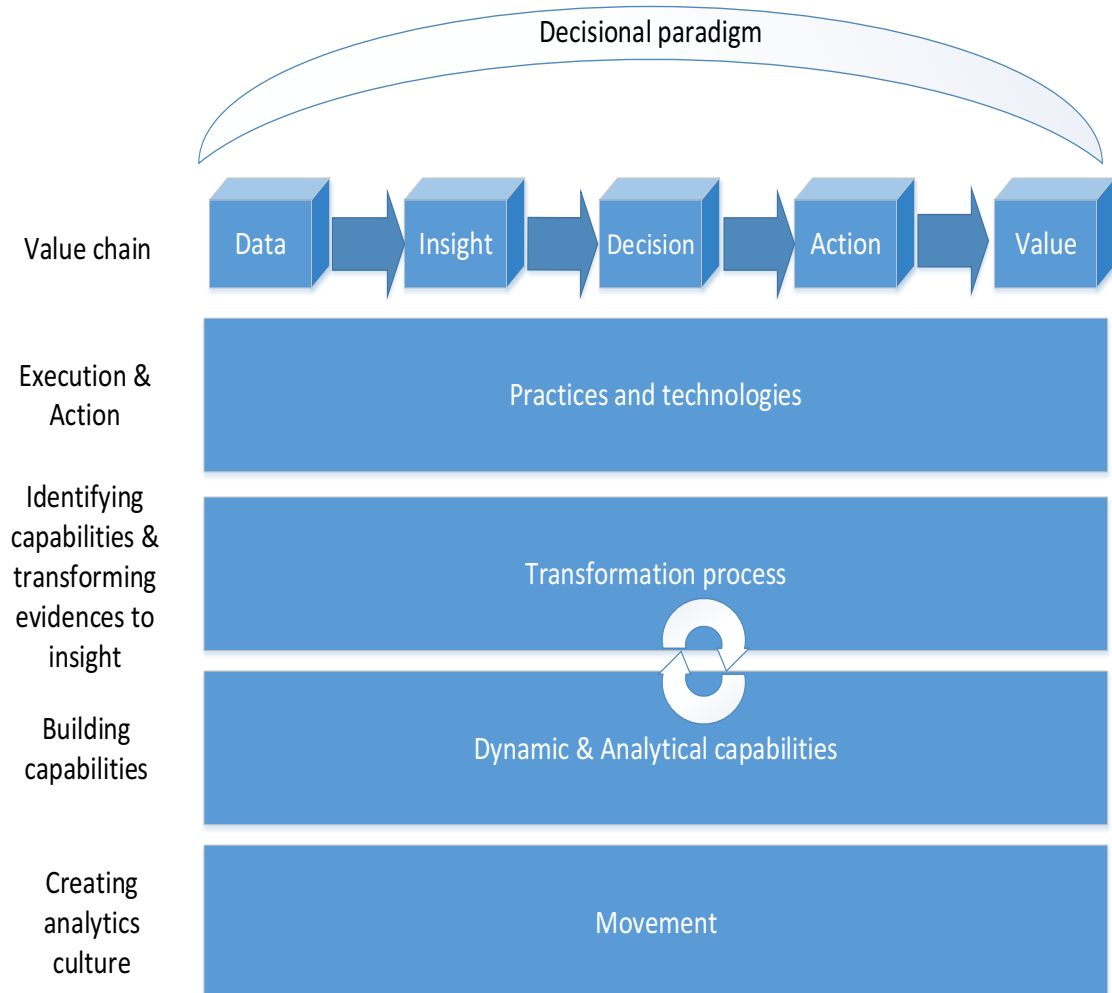 Decisional paradigm
Value chain
Data
Insight
Decision
Action
Value
Execution &
Action
Practices and technologies
Identifying
capabilities &
transforming
evidences to
insight
Transformation process
Building
capabilities
Dynamic & Analytical capabilities
Creating
analytics
culture
Movement